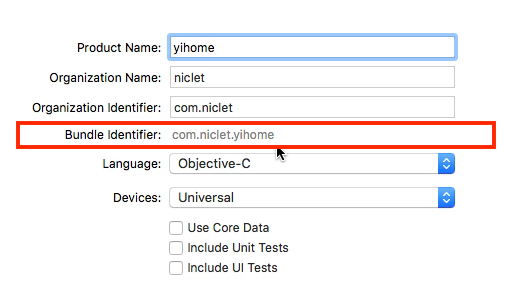 Product Name: yihome
Organization Name: niclet
Organization Identifier: com.niclet
Bundle Identifier: com.niclet.yihome
Language: Objective-C
Devices: Universal
Use Core Data
Include Unit Tests
Include UI Tests